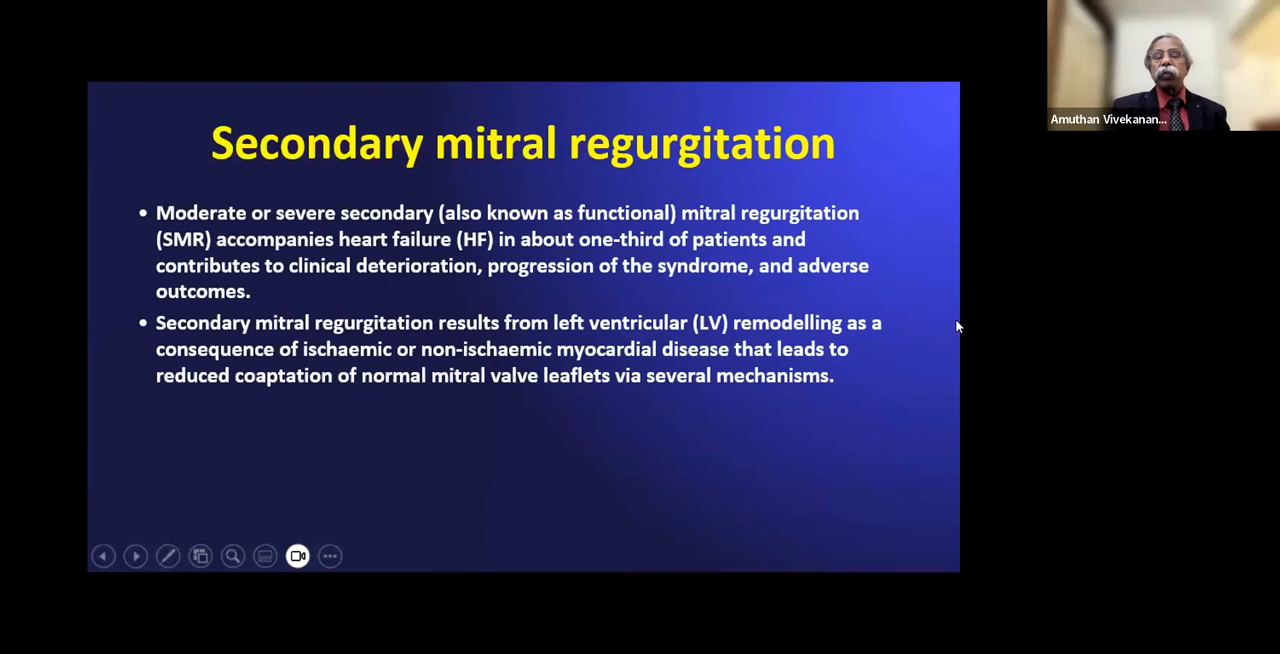 Secondary mitral regurgitation
• Moderate or severe secondary (also known as functional) mitral regurgitation
(SMR) accompanies heart failure (HF) in about one-third of patients and
contributes to clinical deterioration, progression of the syndrome, and adverse
outcomes.
• Secondary mitral regurgitation results from left ventricular (LV) remodelling as a
consequence of ischaemic or non-ischaemic myocardial disease that leads to
reduced coaptation of normal mitral valve leaflets via several mechanisms.
Amuthan Vivekanan...